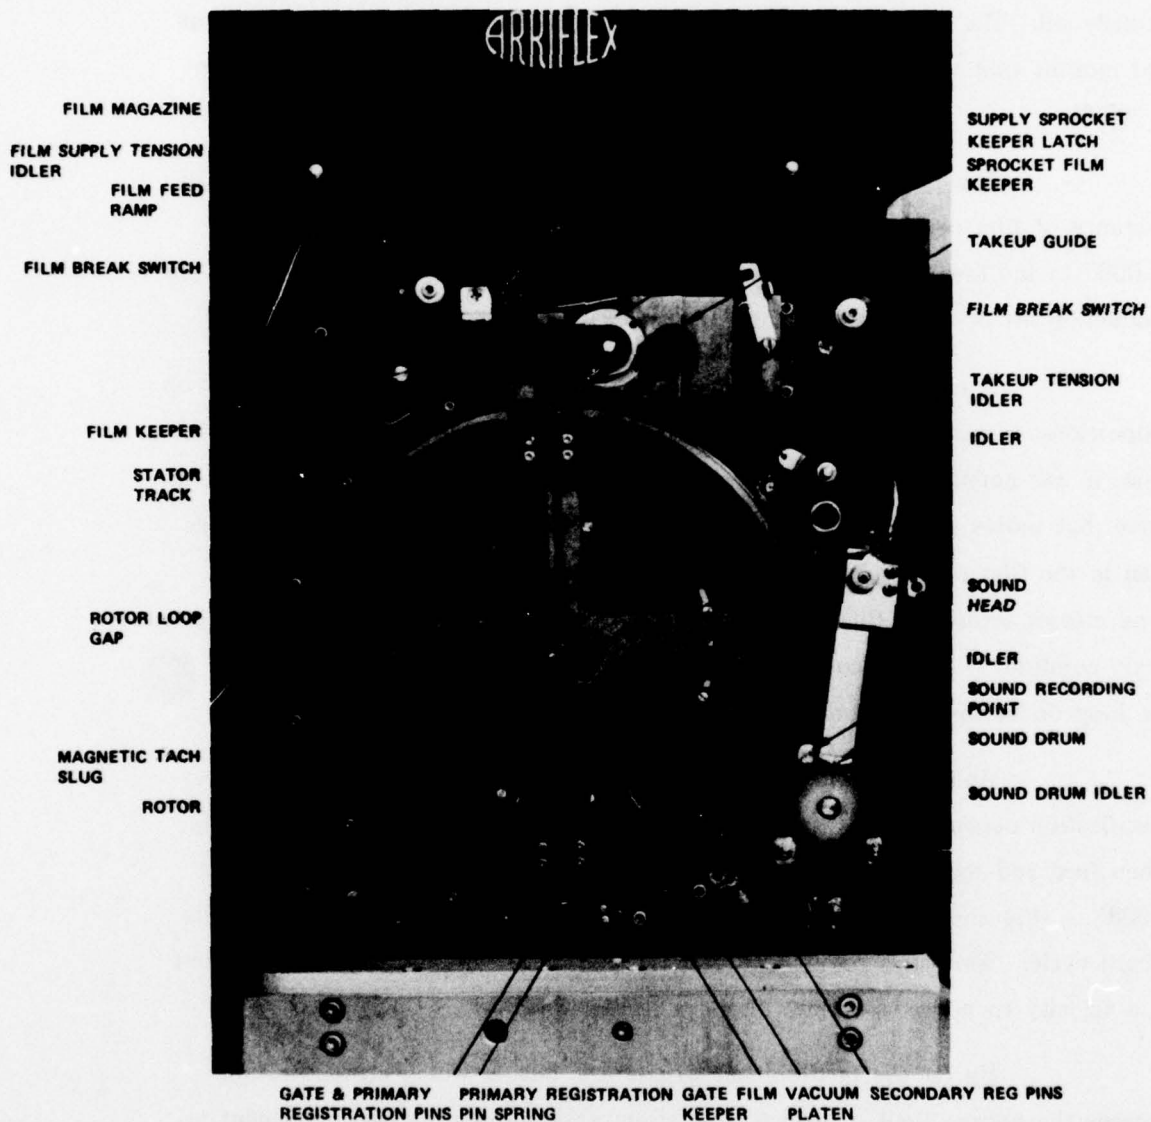 ARRIFLEX
FILM MAGAZINE
FILM SUPPLY TENSION
IDLER
FILM FEED
RAMP
FILM BREAK SWITCH
FILM KEEPER
STATOR
TRACK
ROTOR LOOP
GAP
MAGNETIC TACH
SLUG
ROTOR
SUPPLY SPROCKET
KEEPER LATCH
SPROCKET FILM
KEEPER
TAKEUP GUIDE
FILM BREAK SWITCH
TAKEUP TENSION
IDLER
IDLER
SOUND
HEAD
IDLER
SOUND RECORDING
POINT
SOUND DRUM
SOUND DRUM IDLER
GATE & PRIMARY
REGISTRATION PINS
PRIMARY REGISTRATION
PIN SPRING
GATE FILM
KEEPER
VACUUM
PLATEN
SECONDARY REG PINS